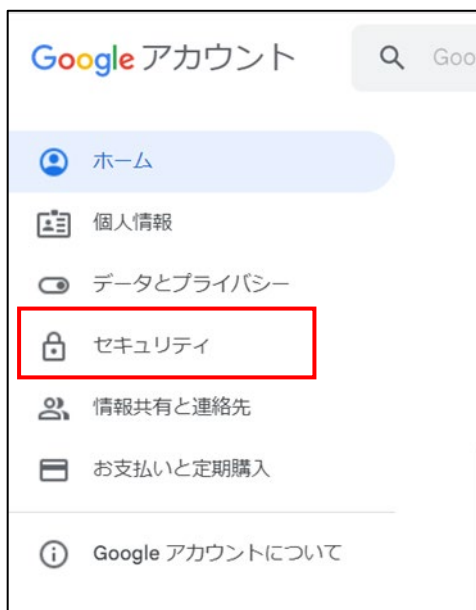 Google アカウント
Goo
ホーム
個人情報
データとプライバシー
セキュリティ
情報共有と連絡先
お支払いと定期購入
Google アカウントについて